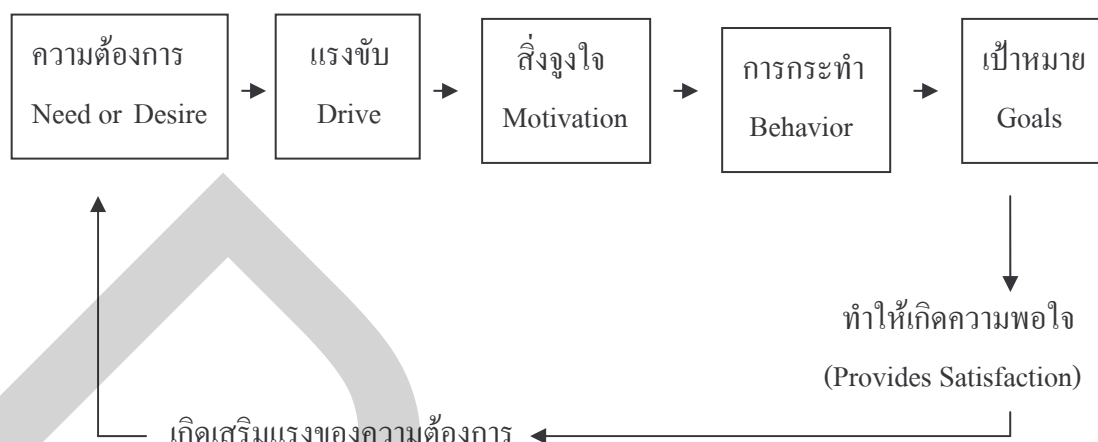 ความต้องการ
Need or Desire
แรงขับ
Drive
สิ่งจูงใจ
Motivation
การกระทำ
Behavior
เป้าหมาย
Goals
ทำให้เกิดความพอใจ
(Provides Satisfaction)
เกิดเสริมแรงของความต้องการ